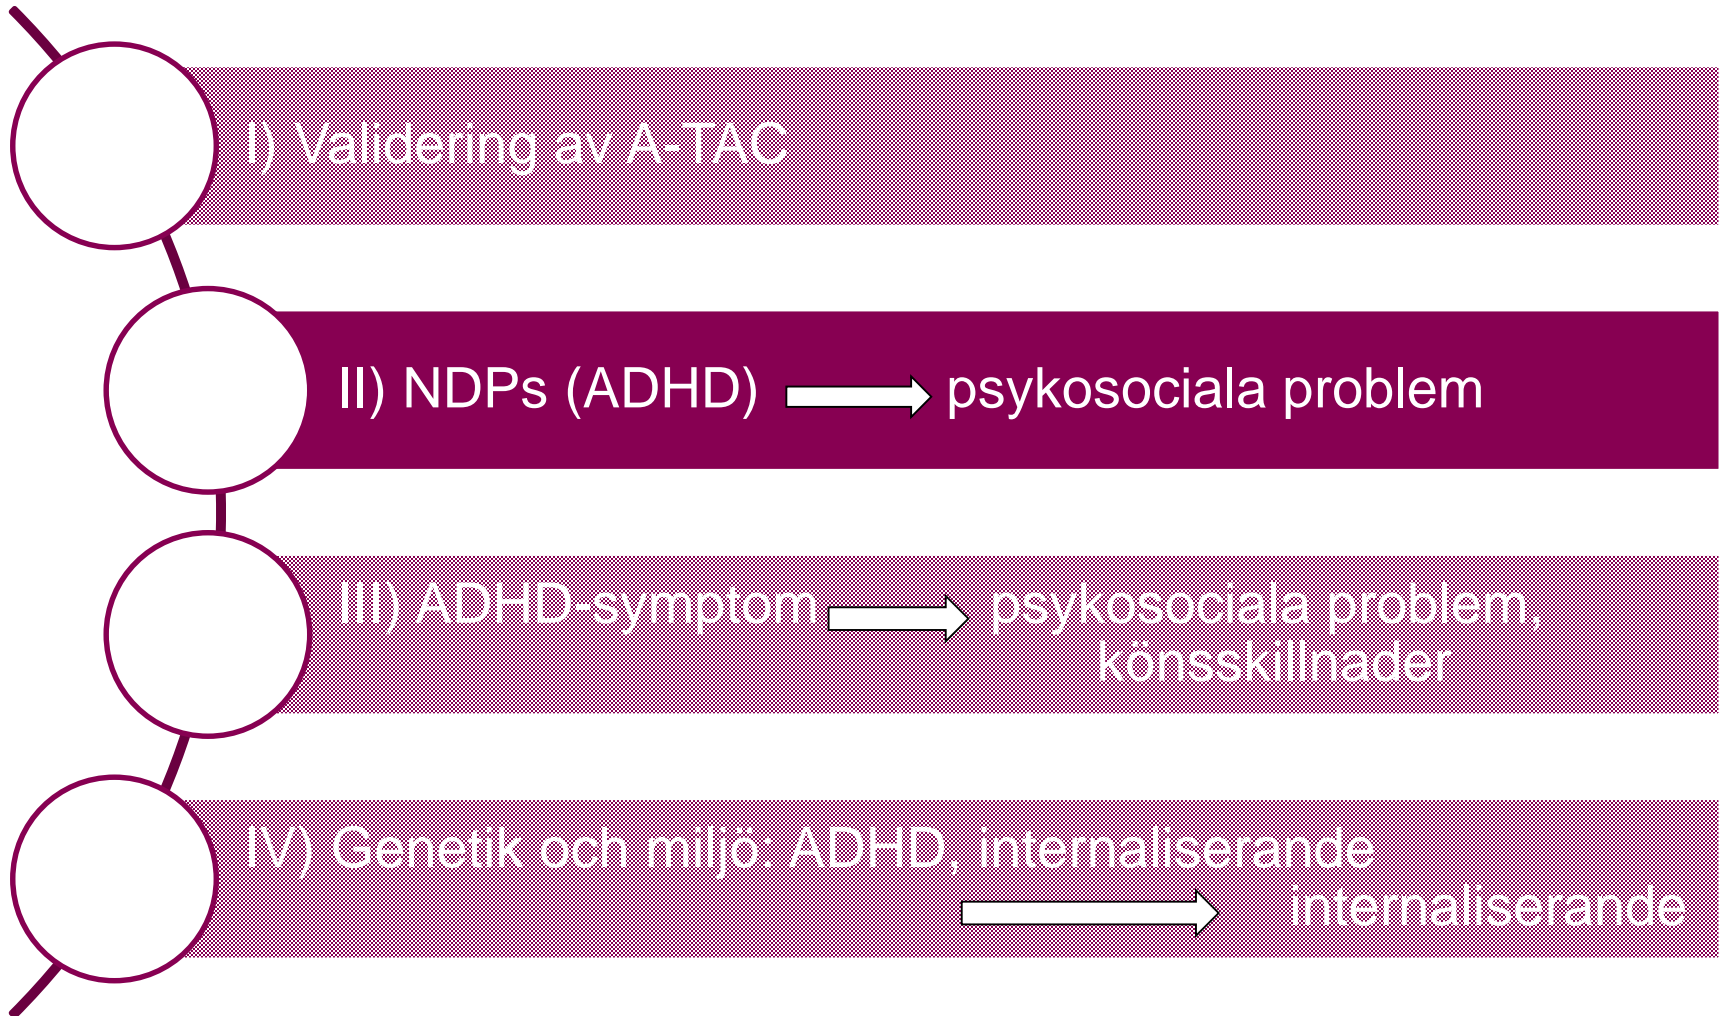 I) Validering av A-TAC
II) NDPs (ADHD) psykosociala problem
III) ADHD-symptom psykosociala problem,
könsskillnader
IV) Genetik och miljö: ADHD, internaliserande
internaliserande